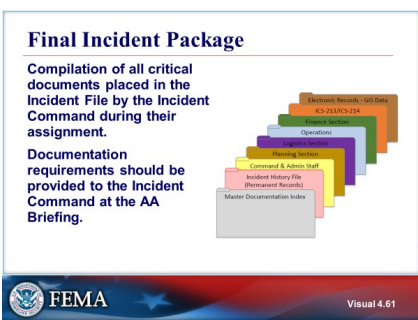 Final Incident Package
Compilation of all critical
documents placed in the
Incident File by the Incident
Command during their
assignment.
Documentation
requirements should be
provided to the Incident
Command at the AA
Briefing.
Electronic Records - GIS Data
ICS-213/ICS-214
Finance Section
Operations
Logistics Section
Planning Section
Command & Admin Staff
Incident History File
(Permanent Records)
Master Documentation Index
FEMA
Visual 4.61